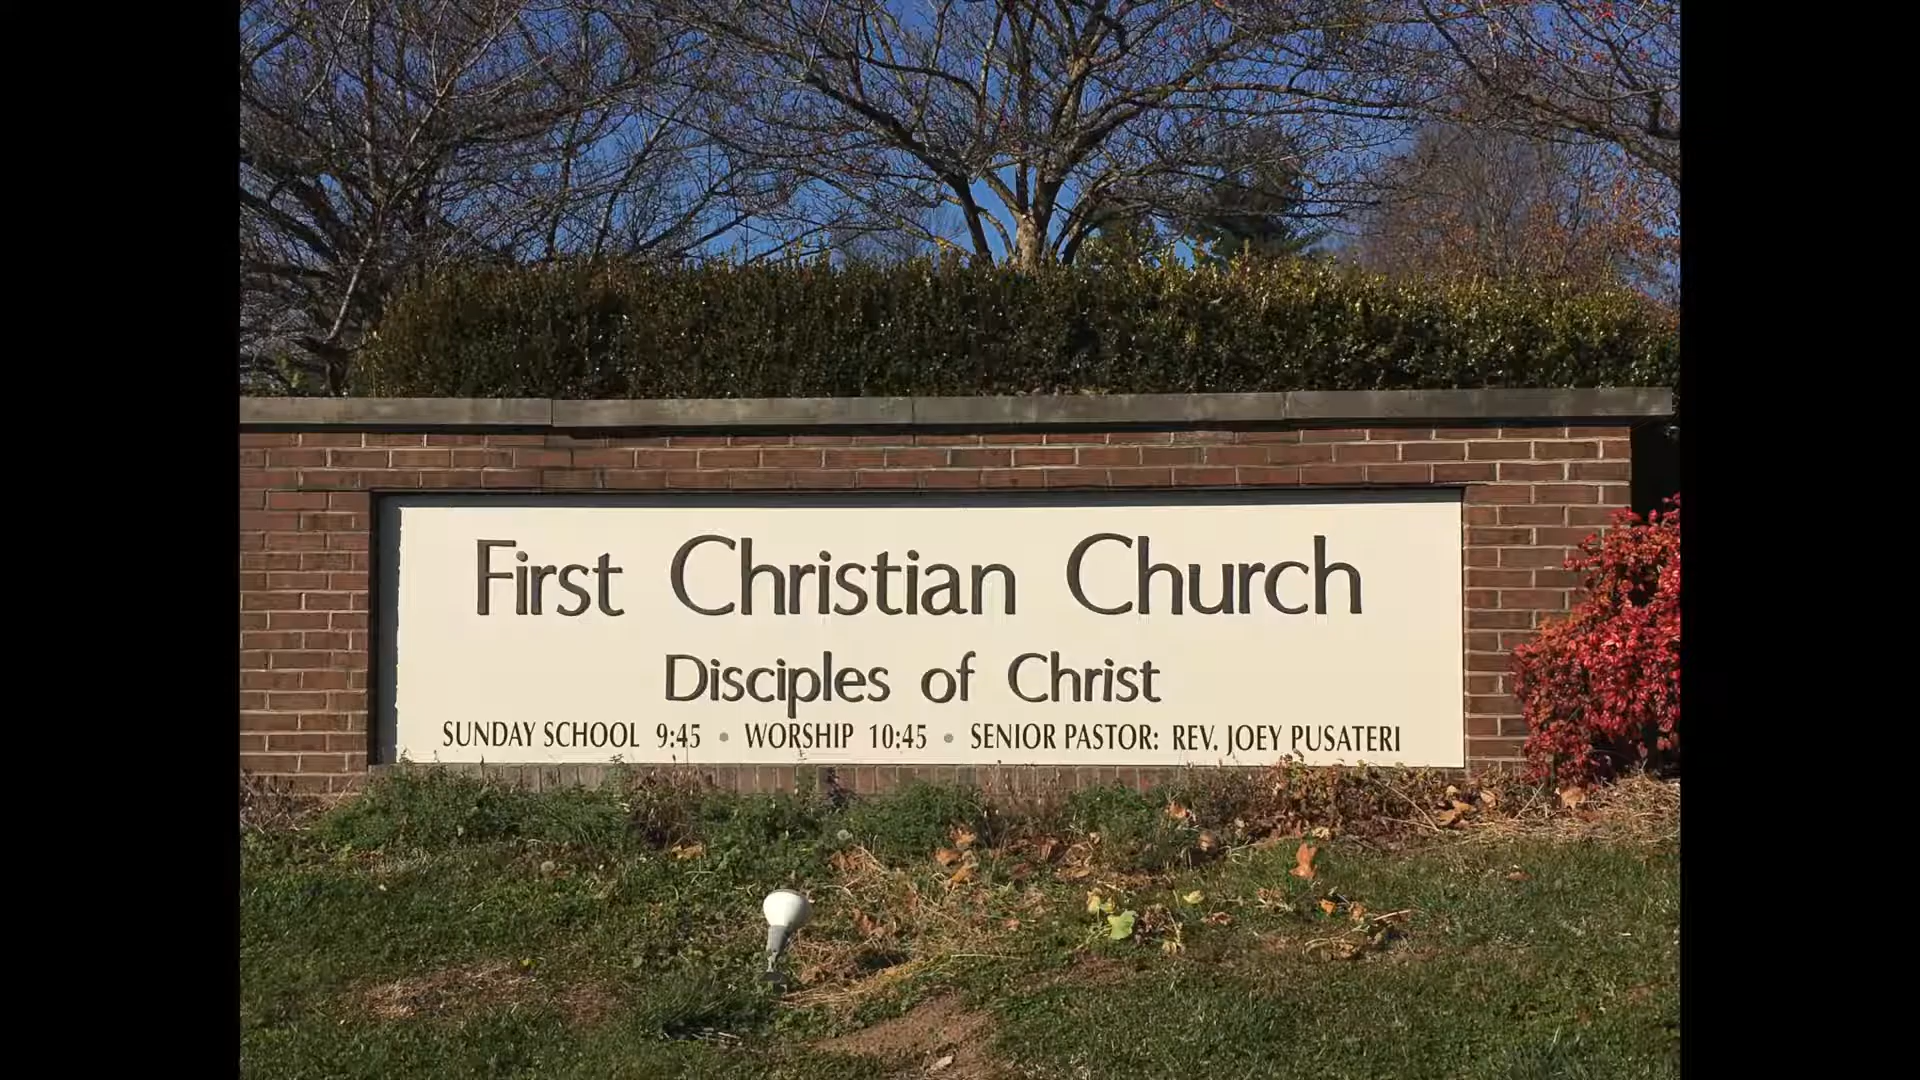 First Christian Church
Disciples of Christ
SUNDAY SCHOOL 9:45 • WORSHIP 10:45 • SENIOR PASTOR: REV. JOEY PUSATERI